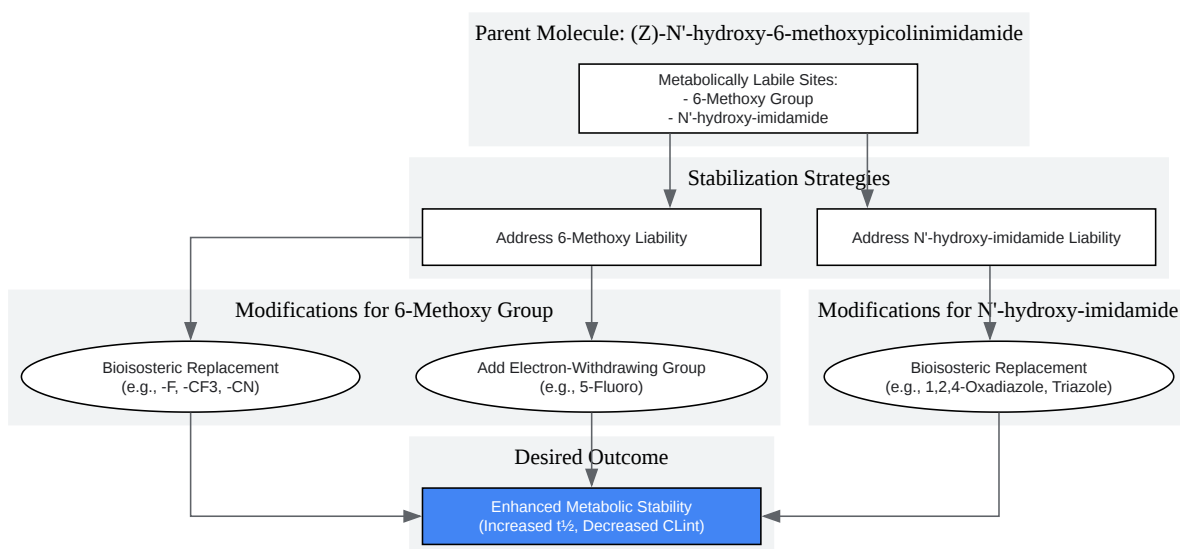 Parent Molecule: (Z)-N'-hydroxy-6-methoxypicolinimidamide
Metabolically Labile Sites:
- 6-Methoxy Group
- N'-hydroxy-imidamide
Stabilization Strategies
Address 6-Methoxy Liability
Address N'-hydroxy-imidamide Liability
Modifications for 6-Methoxy Group
Modifications for N'-hydroxy-imidamide
Bioisosteric Replacement
(e.g., -F, -CF3, -CN)
Add Electron-Withdrawing Group
(e.g., 5-Fluoro)
Bioisosteric Replacement
(e.g., 1,2,4-Oxadiazole, Triazole)
Desired Outcome
Enhanced Metabolic Stability
(Increased t½, Decreased CLint)